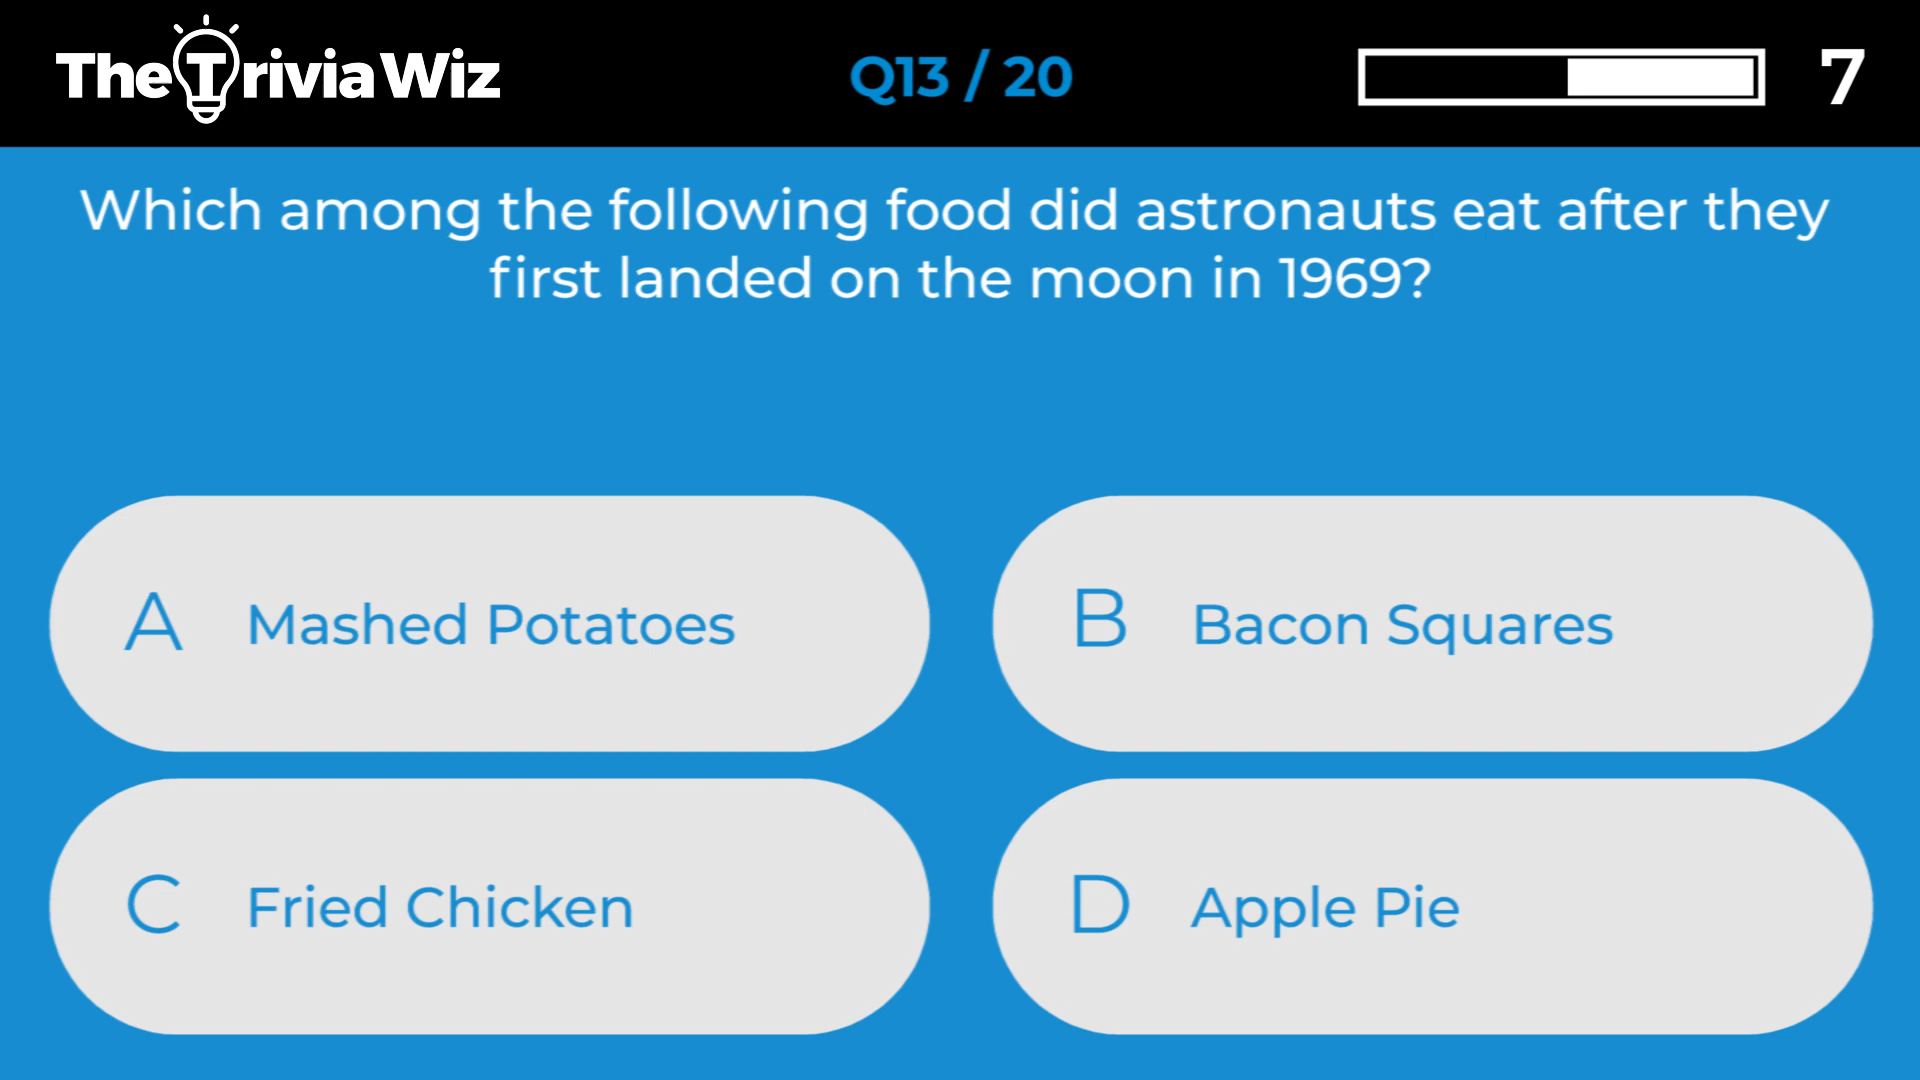 The Trivia Wiz
Q13 / 20
7
Which among the following food did astronauts eat after they
first landed on the moon in 1969?
A Mashed Potatoes
B Bacon Squares
C Fried Chicken
D Apple Pie